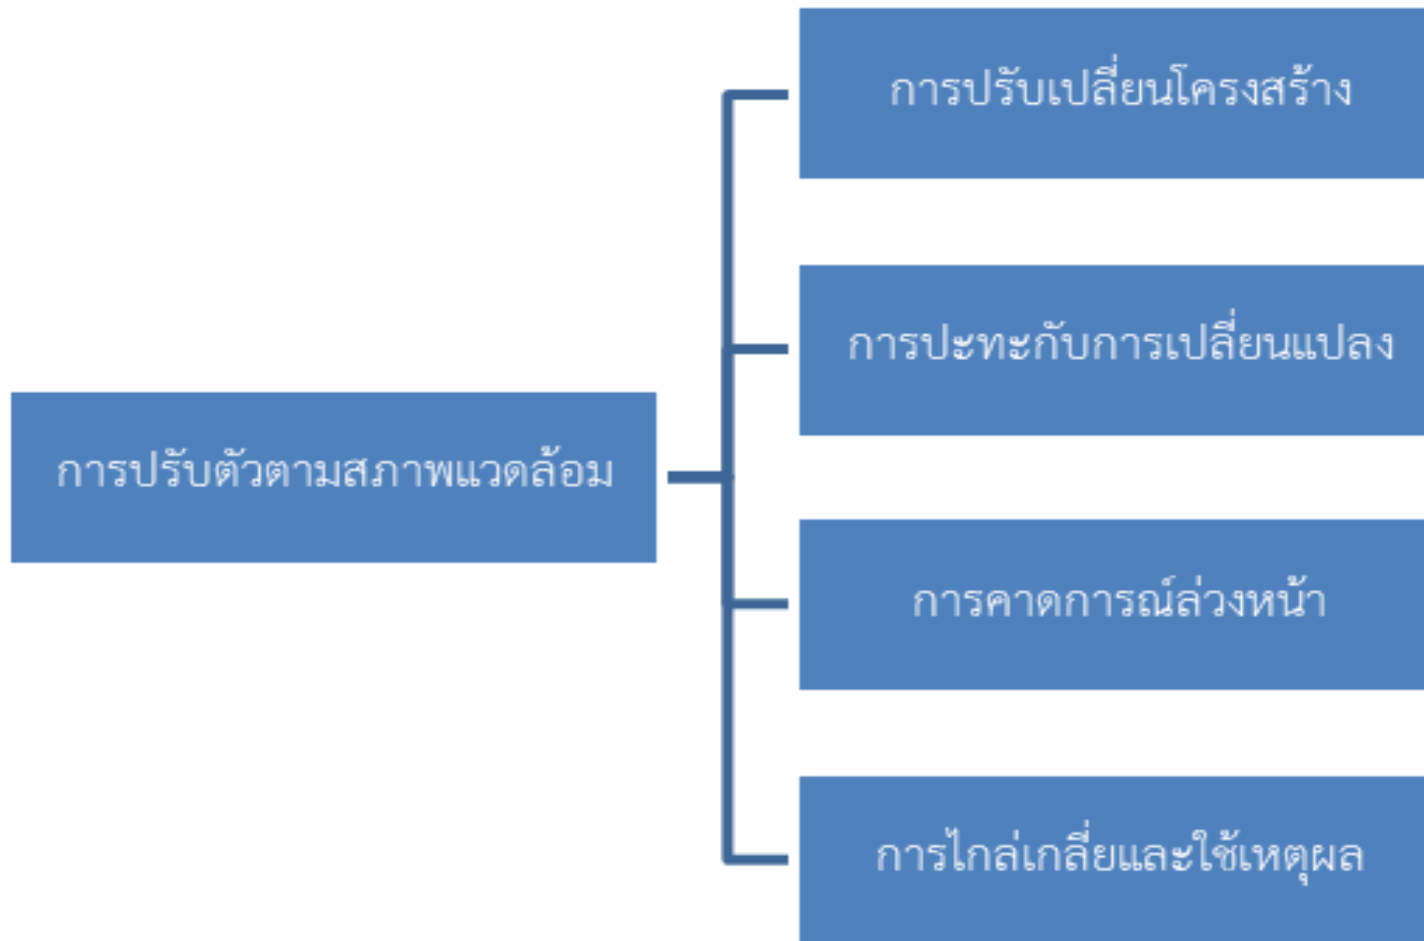 การปรับเปลี่ยนโครงสร้าง
การปะทะกับการเปลี่ยนแปลง
การปรับตัวตามสภาพแวดล้อม
การคาดการณ์ล่วงหน้า
การไกล่เกลี่ยและใช้เหตุผล